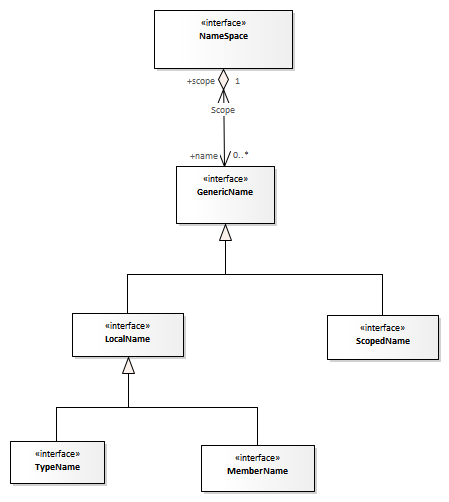 «interface»
NameSpace
+scope 1
Scope
+name 0..*
«interface»
GenericName
«interface»
LocalName
«interface»
ScopedName
«interface»
TypeName
«interface»
MemberName